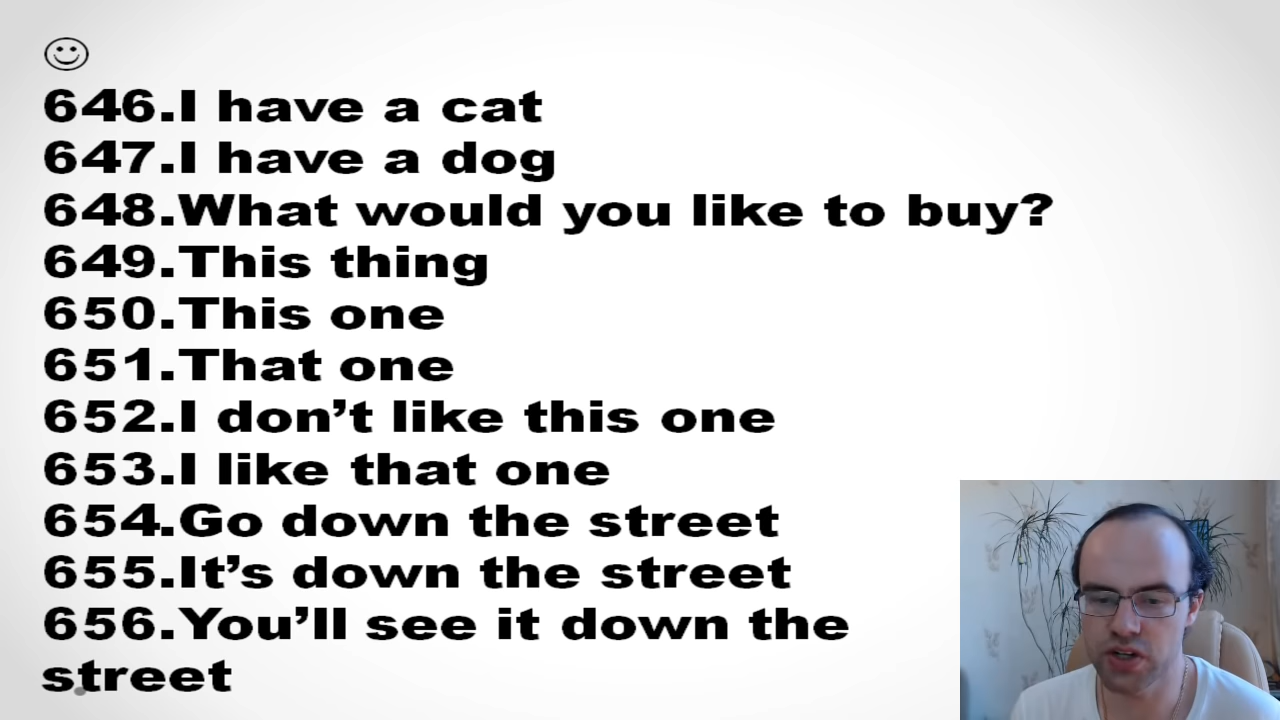 ☺
646.I have a cat
647.I have a dog
648.What would you like to buy?
649.This thing
650.This one
651.That one
652.I don’t like this one
653.I like that one
654.Go down the street
655.It’s down the street
656.You’ll see it down the
street